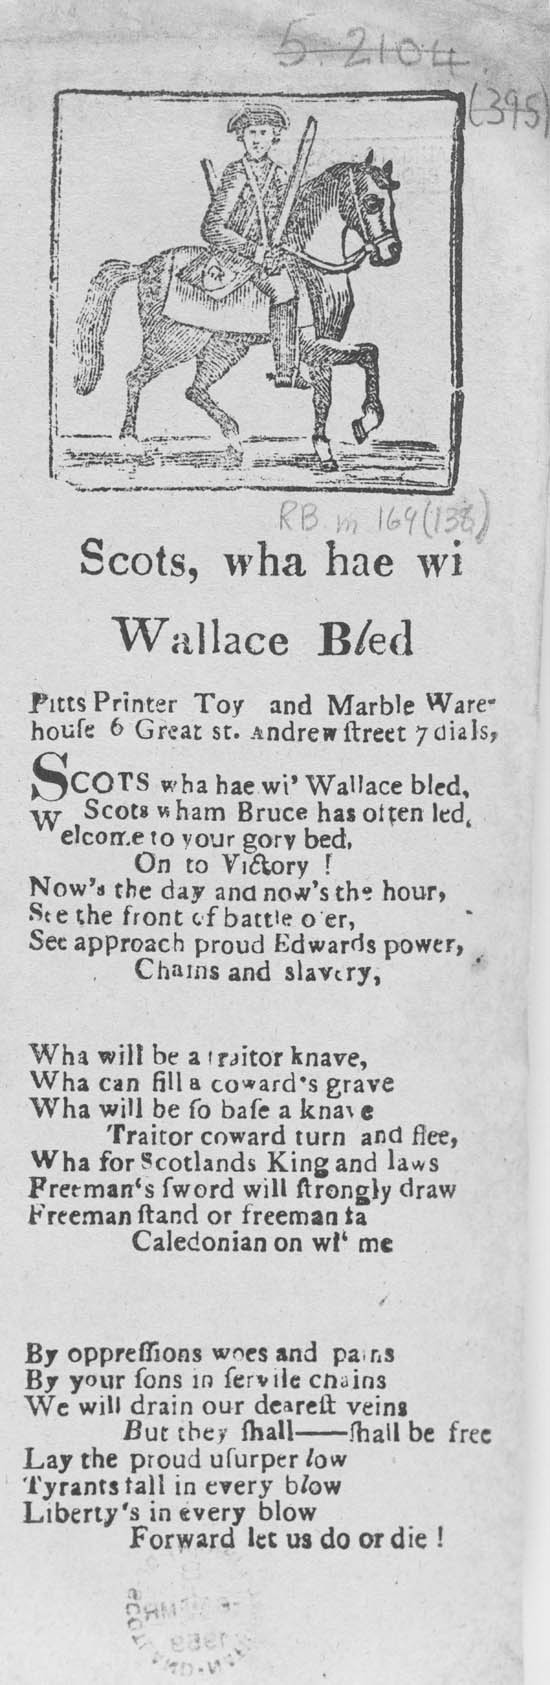 5.2104
(395)
RB. m 169(138)
Scots, wha hae wi
Wallace Bled
Pitts Printer Toy and Marble Ware-
houſe 6 Great st. Andrew ſtreet 7 dials,
SCOTS wha hae wi' Wallace bled,
Scots wham Bruce has often led,
Welcome to your gory bed,
On to Victory !
Now's the day and now's the hour,
See the front of battle o'er,
See approach proud Edwards power,
Chains and slavery,
Wha will be a traitor knave,
Wha can fill a coward's grave
Wha will be ſo baſe a knave
Traitor coward turn and flee,
Wha for Scotlands King and laws
Freeman's ſword will ſtrongly draw
Freeman ſtand or freeman fa
Caledonian on wi' me
By oppreſſions woes and pains
By your ſons in ſervile chains
We will drain our deareſt veins
But they ſhall——ſhall be free
Lay the proud uſurper low
Tyrants fall in every blow
Liberty's in every blow
Forward let us do or die !